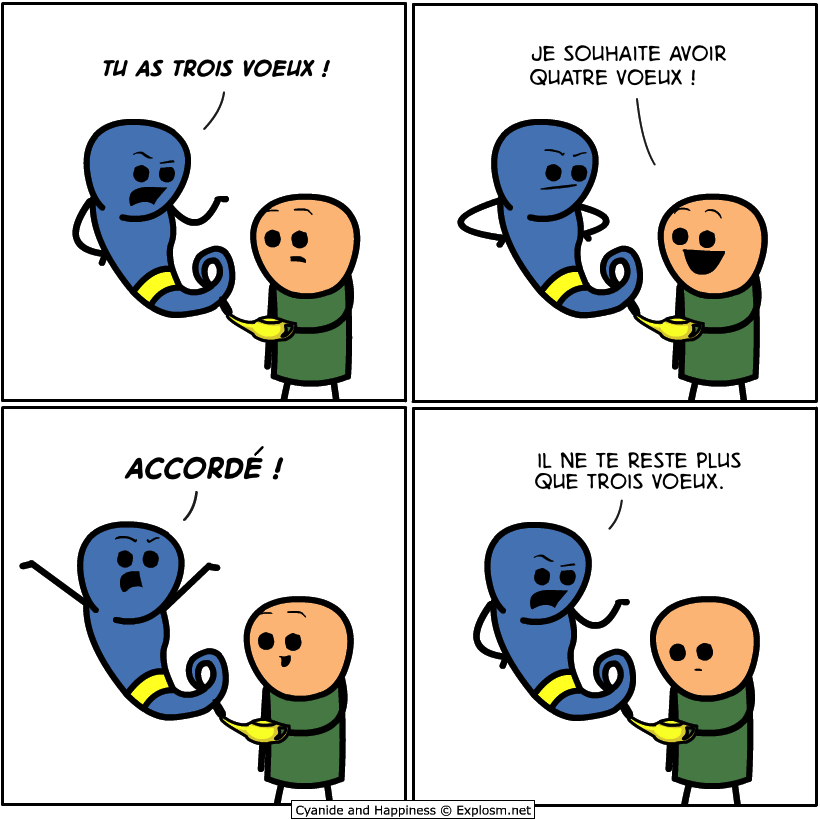 TU AS TROIS VOEUX !
JE SOUHAITE AVOIR
QUATRE VOEUX !
ACCORDÉ !
IL NE TE RESTE PLUS
QUE TROIS VOEUX.
Cyanide and Happiness © Explosm.net